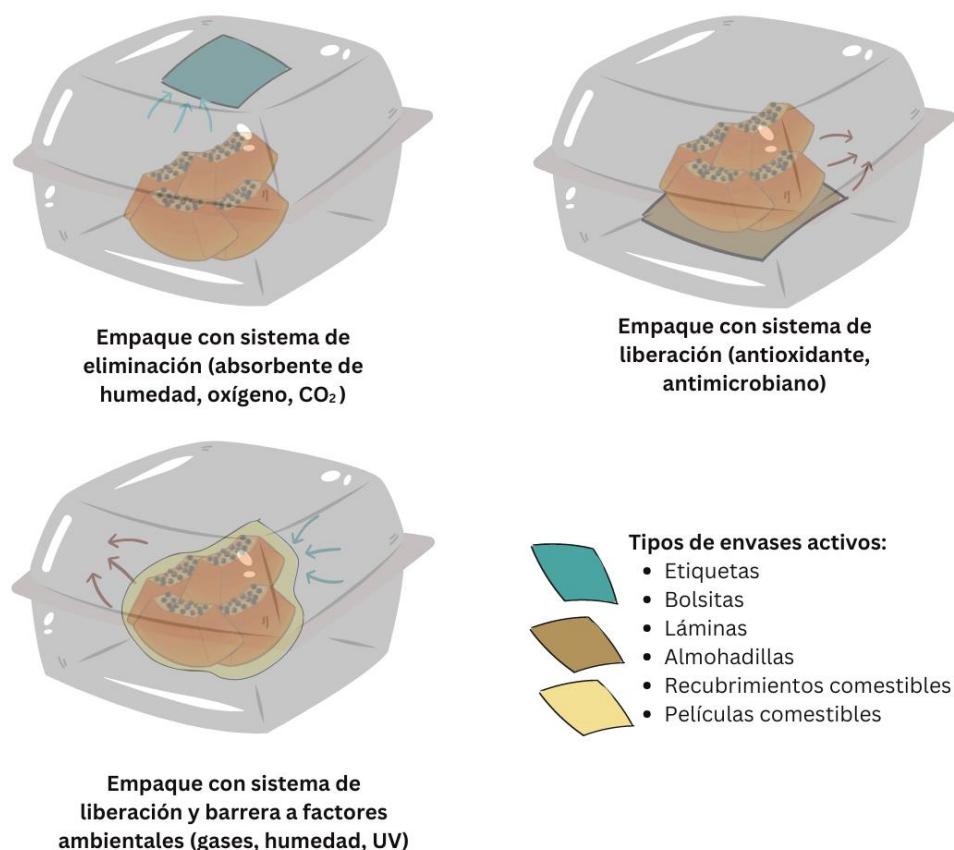 Empaque con sistema de
eliminación (absorbente de
humedad, oxígeno, CO₂)
Empaque con sistema de
liberación (antioxidante,
antimicrobiano)
Empaque con sistema de
liberación y barrera a factores
ambientales (gases, humedad, UV)
Tipos de envases activos:
• Etiquetas
• Bolsitas
• Láminas
• Almohadillas
• Recubrimientos comestibles
• Películas comestibles